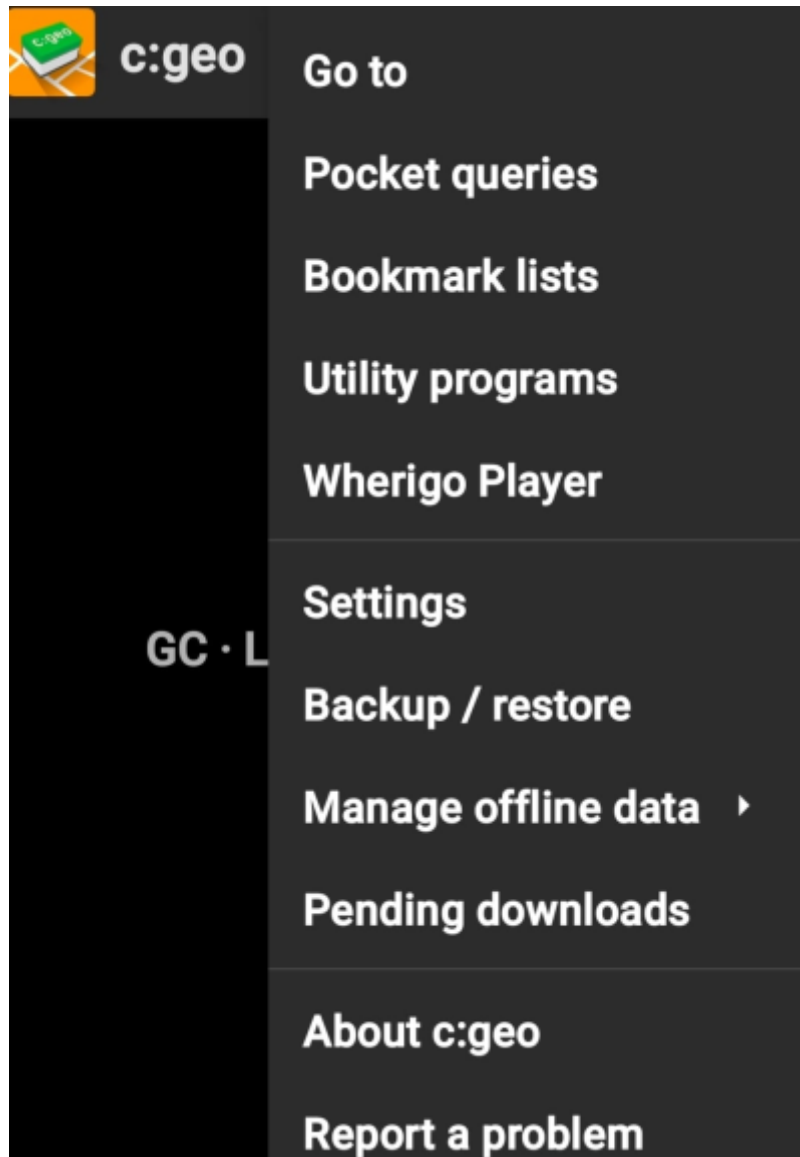 c:geo
c:geo
Go to
Pocket queries
Bookmark lists
Utility programs
Wherigo Player
Settings
GC · L
Backup / restore
Manage offline data
Pending downloads
About c:geo
Report a problem